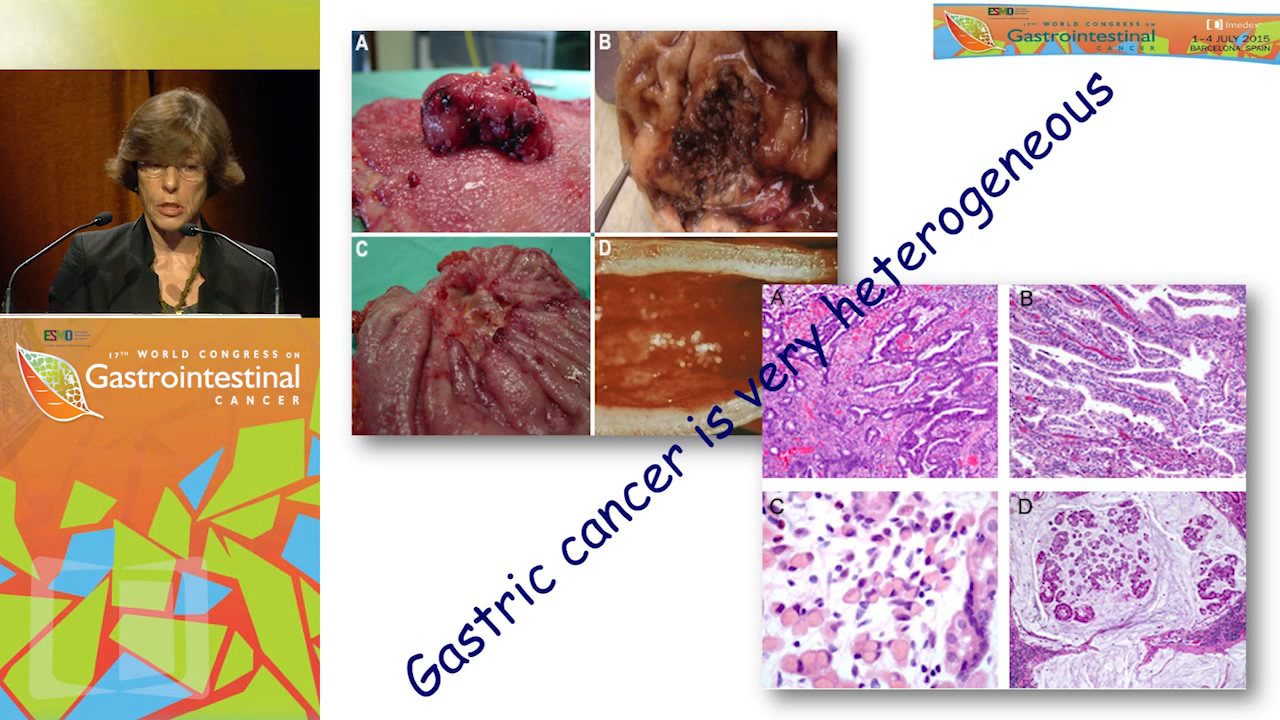 A
B
C
D
Gastric cancer is very heterogeneous
A
B
C
D
ESMO
17TH WORLD CONGRESS ON
Gastrointestinal
CANCER
Imedex
1–4 JULY 2015
BARCELONA, SPAIN
ESMO
17TH WORLD CONGRESS ON
Gastrointestinal
CANCER